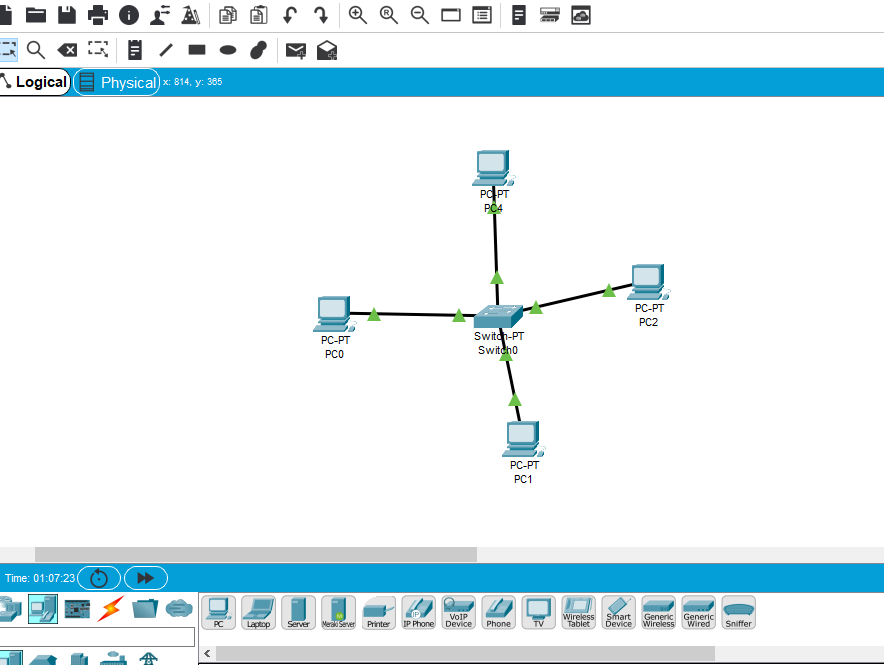 Logical
Physical
x: 814, y: 365
PC-PT
PC4
PC-PT
PC2
Switch-PT
Switch0
PC-PT
PC0
PC-PT
PC1
Time: 01:07:23
PC
Laptop
Server
Meraki Server
Printer
IP Phone
VoIP
Device
Phone
TV
Wireless
Tablet
Smart
Device
Generic
Wireless
Generic
Wired
Sniffer